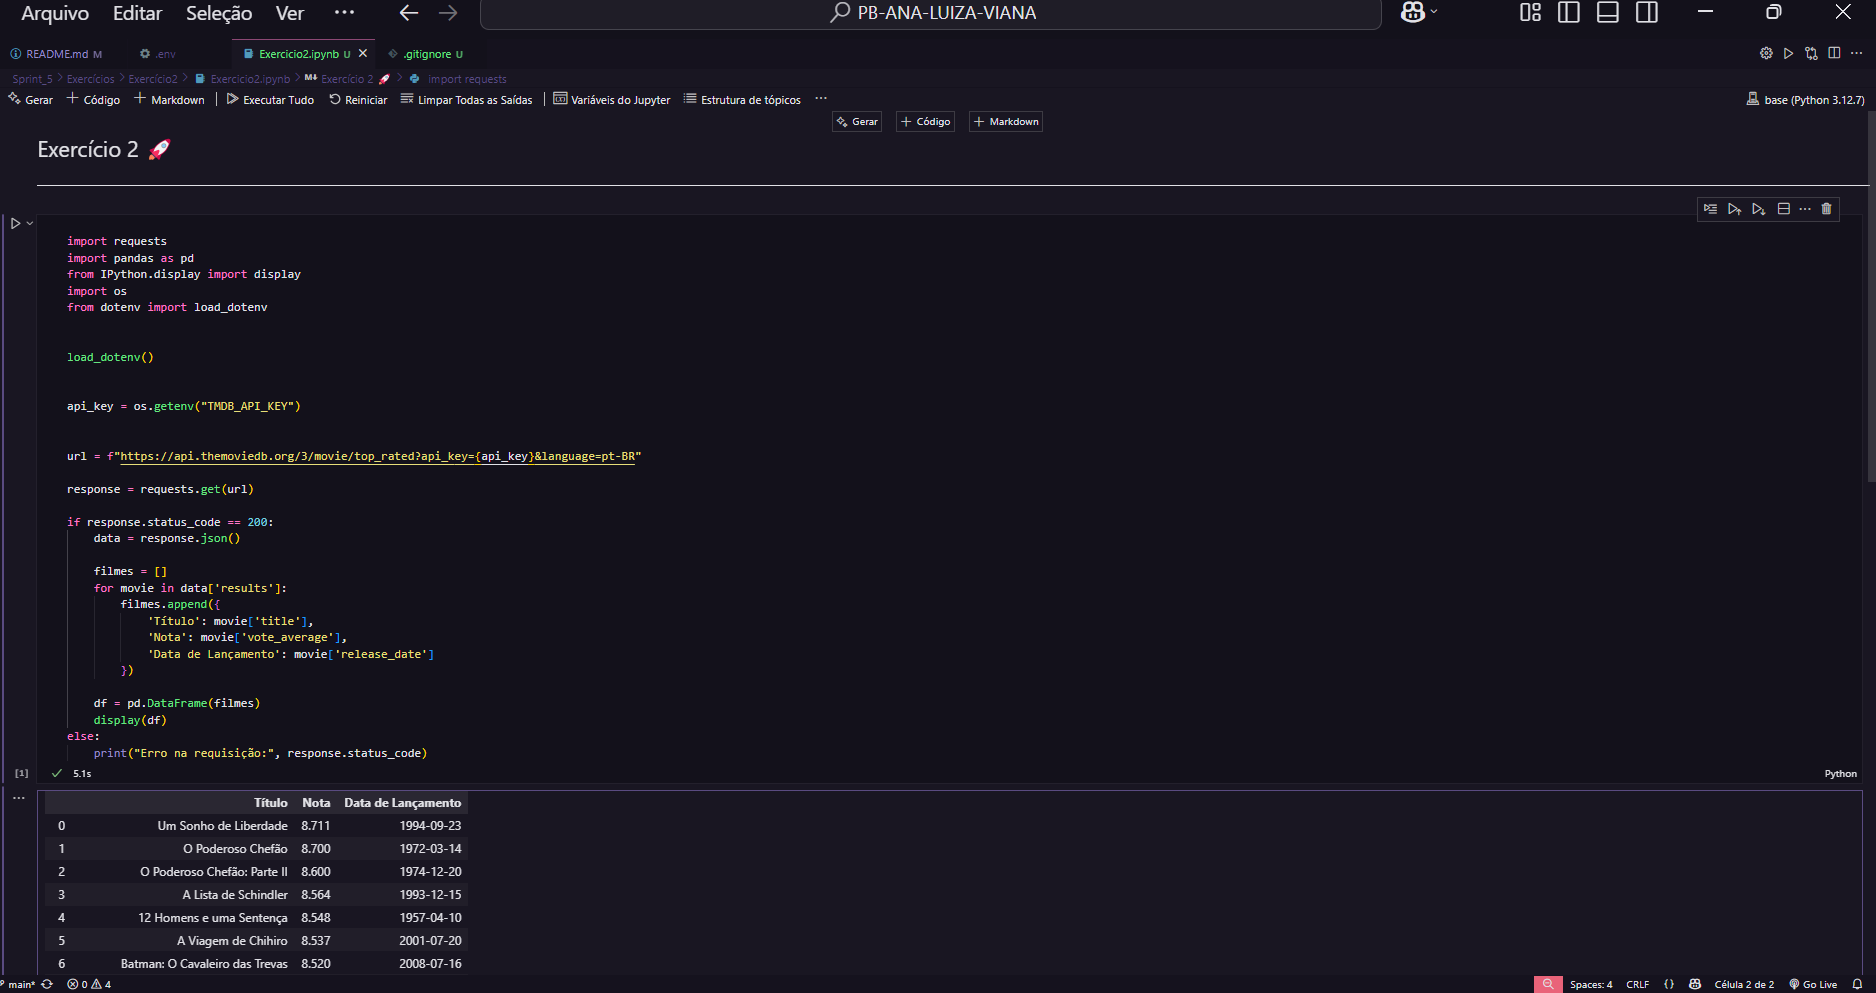 Arquivo Editar Seleção Ver ··· PB-ANA-LUIZA-VIANA
README.md M .env Exercicio2.ipynb U .gitignore U
Sprint_5 > Exercícios > Exercício2 > Exercicio2.ipynb > M↓ Exercício 2 🚀 > import requests
Gerar + Código + Markdown | Executar Tudo Reiniciar Limpar Todas as Saídas | Variáveis do Jupyter Estrutura de tópicos ··· base (Python 3.12.7)
Gerar + Código + Markdown
Exercício 2 🚀
import requests
import pandas as pd
from IPython.display import display
import os
from dotenv import load_dotenv
load_dotenv()
api_key = os.getenv("TMDB_API_KEY")
url = f"https://api.themoviedb.org/3/movie/top_rated?api_key={api_key}&language=pt-BR"
response = requests.get(url)
if response.status_code == 200:
    data = response.json()
    filmes = []
    for movie in data['results']:
        filmes.append({
            'Título': movie['title'],
            'Nota': movie['vote_average'],
            'Data de Lançamento': movie['release_date']
        })
    df = pd.DataFrame(filmes)
    display(df)
else:
    print("Erro na requisição:", response.status_code)
[1] ✓ 5.1s Python
Título Nota Data de Lançamento
0 Um Sonho de Liberdade 8.711 1994-09-23
1 O Poderoso Chefão 8.700 1972-03-14
2 O Poderoso Chefão: Parte II 8.600 1974-12-20
3 A Lista de Schindler 8.564 1993-12-15
4 12 Homens e uma Sentença 8.548 1957-04-10
5 A Viagem de Chihiro 8.537 2001-07-20
6 Batman: O Cavaleiro das Trevas 8.520 2008-07-16
main* 0 4 Spaces: 4 CRLF {} Célula 2 de 2 Go Live